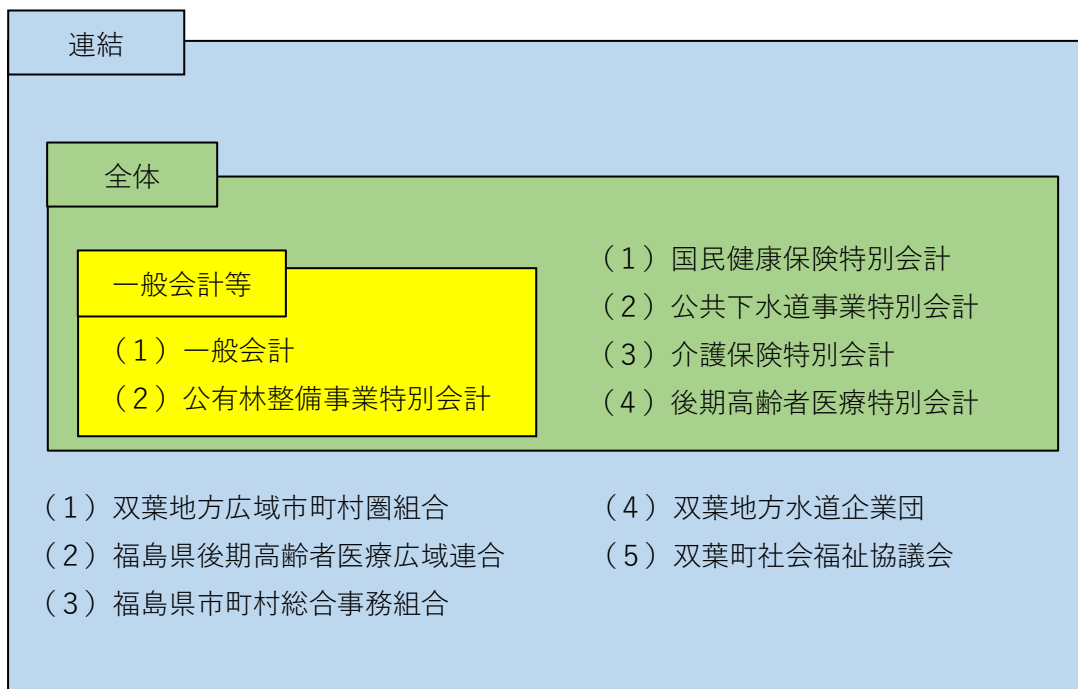 連結
全体
一般会計等
（１）一般会計
（２）公有林整備事業特別会計
（１）国民健康保険特別会計
（２）公共下水道事業特別会計
（３）介護保険特別会計
（４）後期高齢者医療特別会計
（１）双葉地方広域市町村圏組合
（２）福島県後期高齢者医療広域連合
（３）福島県市町村総合事務組合
（４）双葉地方水道企業団
（５）双葉町社会福祉協議会